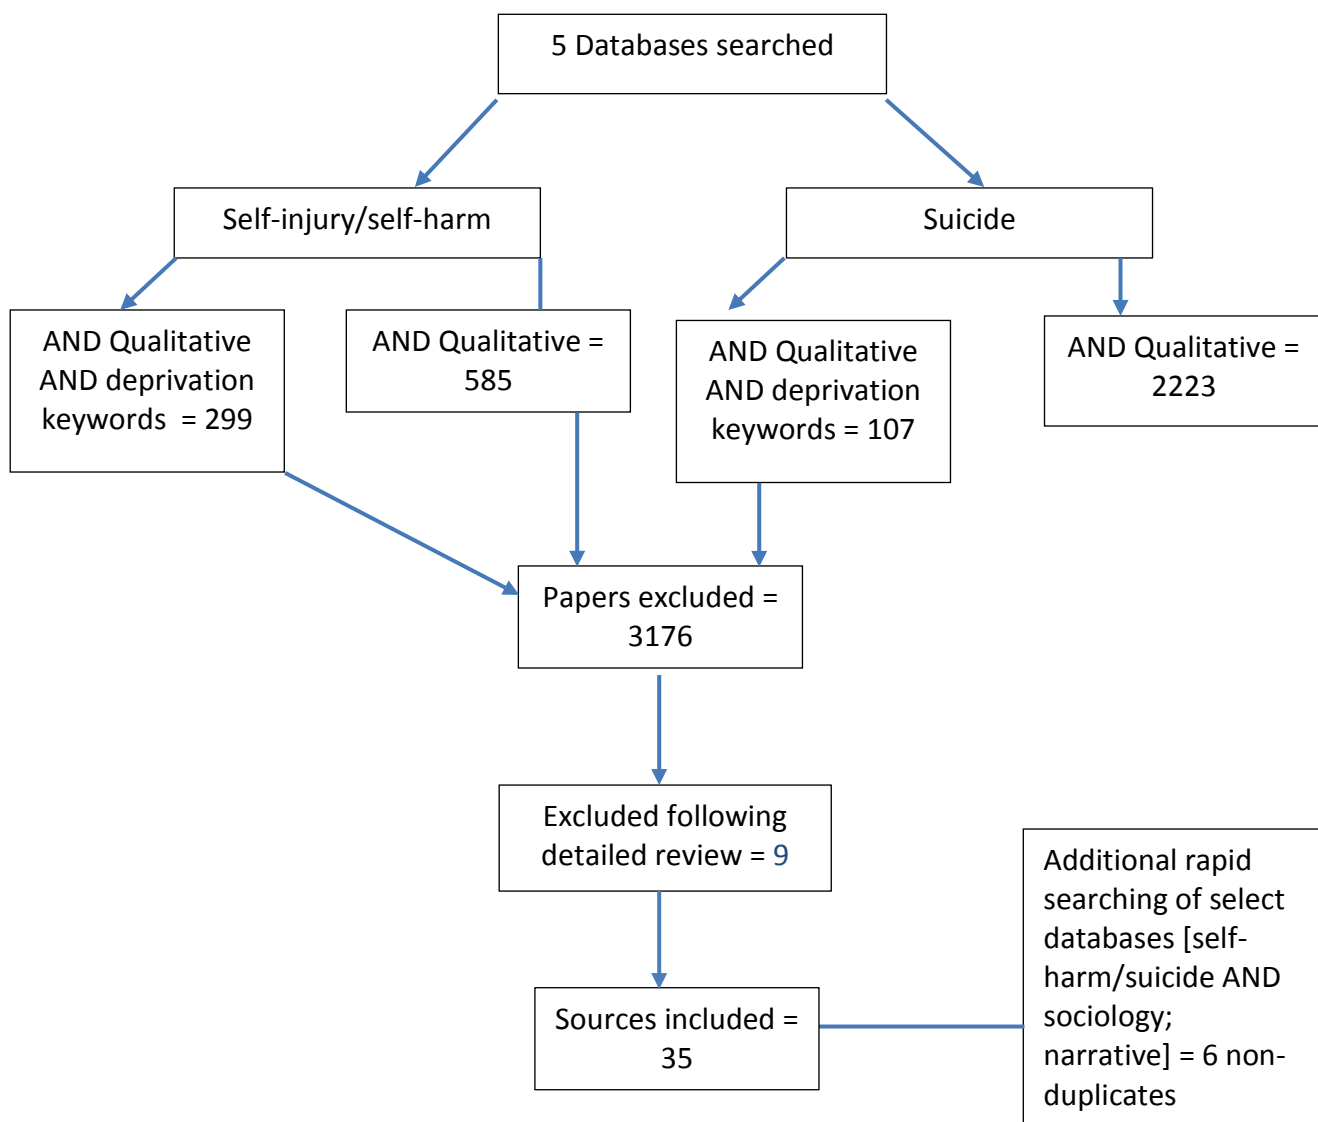 5 Databases searched
Self-injury/self-harm
Suicide
AND Qualitative
AND deprivation
keywords  = 299
AND Qualitative =
585
AND Qualitative
AND deprivation
keywords = 107
AND Qualitative =
2223
Papers excluded =
3176
Excluded following
detailed review = 9
Sources included =
35
Additional rapid
searching of select
databases [self-
harm/suicide AND
sociology;
narrative] = 6 non-
duplicates